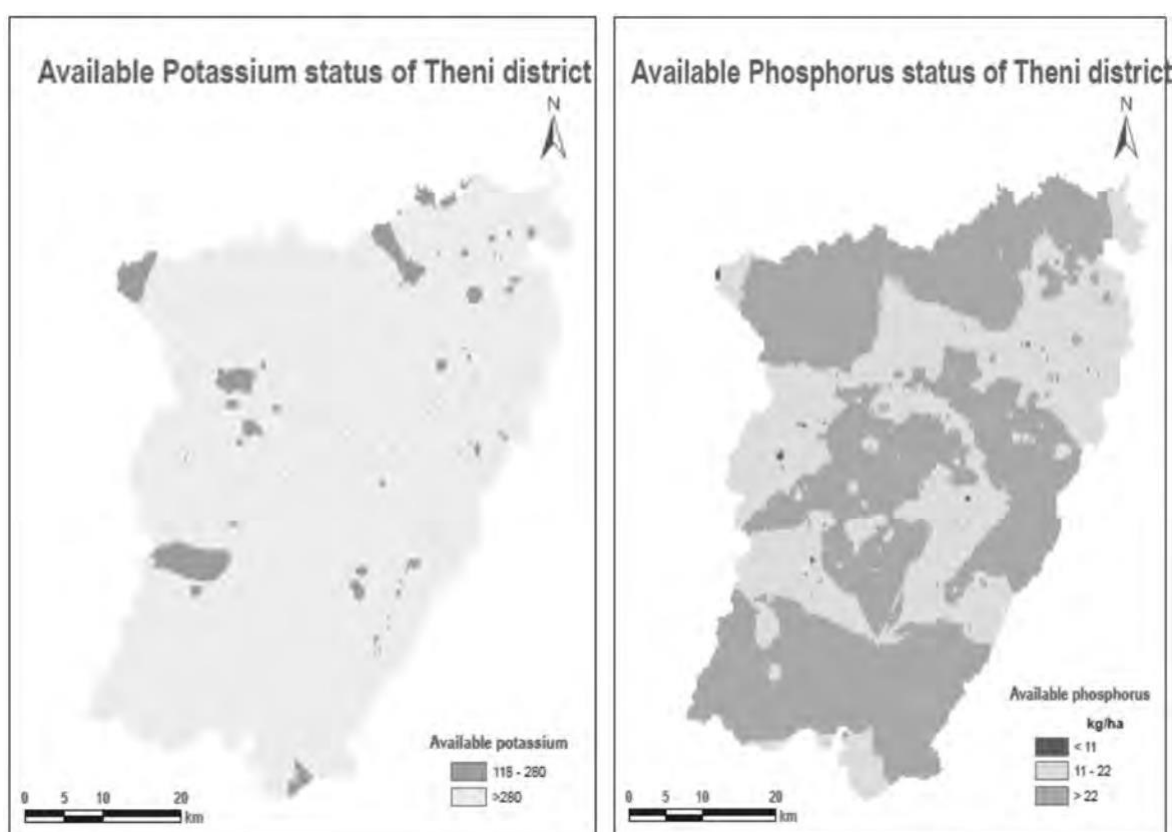 Available Potassium status of Theni district
N
Available potassium
118 - 280
>280
0 5 10 20
km
Available Phosphorus status of Theni district
N
Available phosphorus
kg/ha
< 11
11 - 22
> 22
0 5 10 20
km